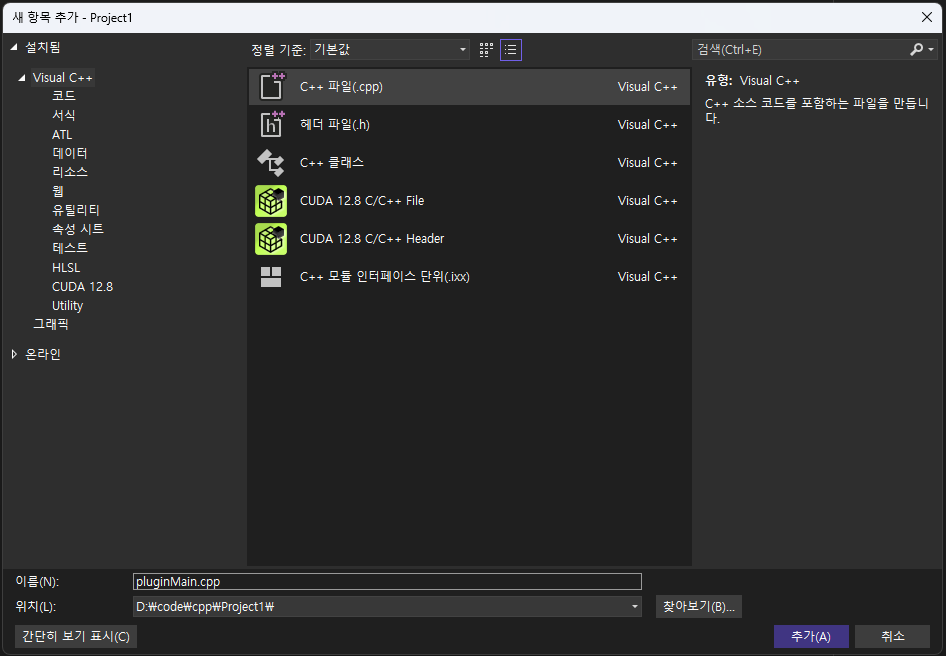 새 항목 추가 - Project1
설치됨
정렬 기준: 기본값
검색(Ctrl+E)
Visual C++
코드
서식
ATL
데이터
리소스
웹
유틸리티
속성 시트
테스트
HLSL
CUDA 12.8
Utility
그래픽
온라인
C++ 파일(.cpp) Visual C++
헤더 파일(.h) Visual C++
C++ 클래스 Visual C++
CUDA 12.8 C/C++ File Visual C++
CUDA 12.8 C/C++ Header Visual C++
C++ 모듈 인터페이스 단위(.ixx) Visual C++
유형: Visual C++
C++ 소스 코드를 포함하는 파일을 만듭니
다.
이름(N): pluginMain.cpp
위치(L): D:₩code₩cpp₩Project1₩ 찾아보기(B)...
간단히 보기 표시(C) 추가(A) 취소